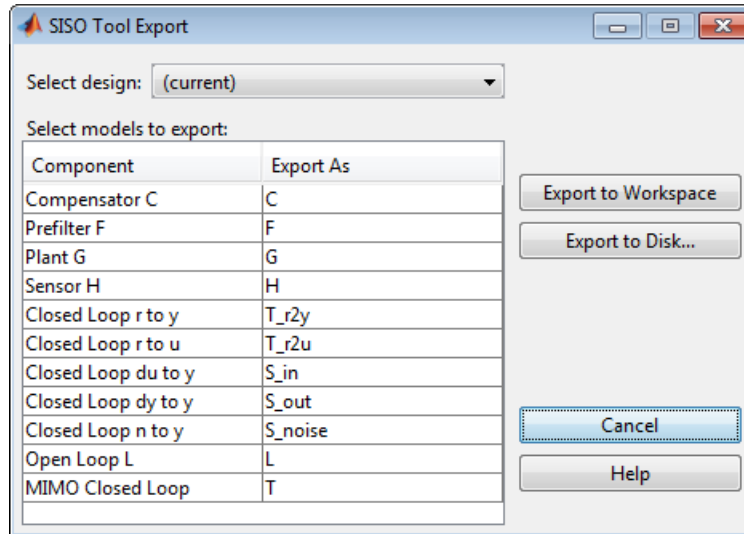 SISO Tool Export
Select design: (current)
Select models to export:
Component Export As
Compensator C C
Prefilter F F
Plant G G
Sensor H H
Closed Loop r to y T_r2y
Closed Loop r to u T_r2u
Closed Loop du to y S_in
Closed Loop dy to y S_out
Closed Loop n to y S_noise
Open Loop L L
MIMO Closed Loop T
Export to Workspace
Export to Disk...
Cancel
Help